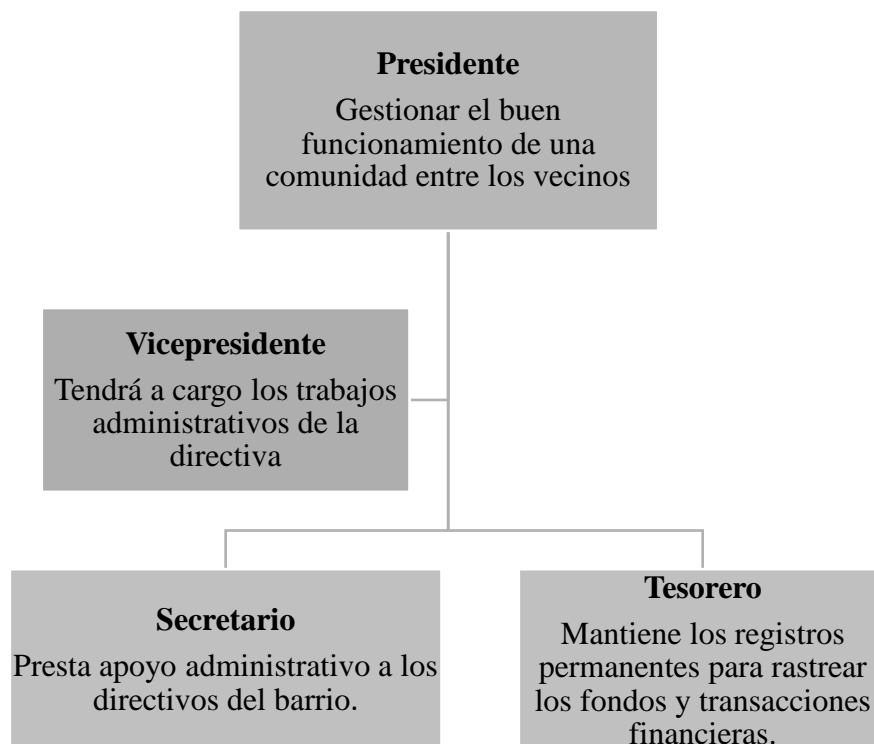 Presidente
Gestionar el buen
funcionamiento de una
comunidad entre los vecinos
Vicepresidente
Tendrá a cargo los trabajos
administrativos de la
directiva
Secretario
Presta apoyo administrativo a los
directivos del barrio.
Tesorero
Mantiene los registros
permanentes para rastrear
los fondos y transacciones
financieras.